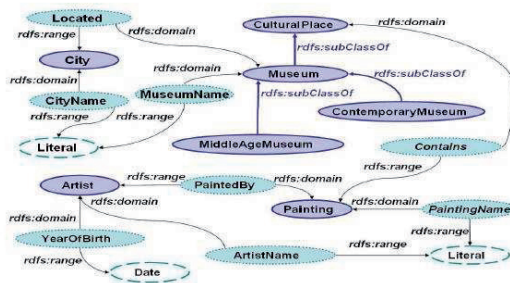 Located
CulturalPlace
rdfs:domain
rdfs:range
rdfs:domain
rdfs:subClassOf
City
rdfs:domain
rdfs:domain
Museum
rdfs:subClassOf
CityName
MuseumName
rdfs:subClassOf
rdfs:range
rdfs:range
ContemporaryMuseum
Literal
MiddleAgeMuseum
Contains
rdfs:range
rdfs:range
rdfs:domain
Artist
PaintedBy
Painting
rdfs:domain
PaintingName
rdfs:domain
rdfs:domain
YearOfBirth
rdfs:range
rdfs:range
ArtistName
rdfs:range
Literal
Date